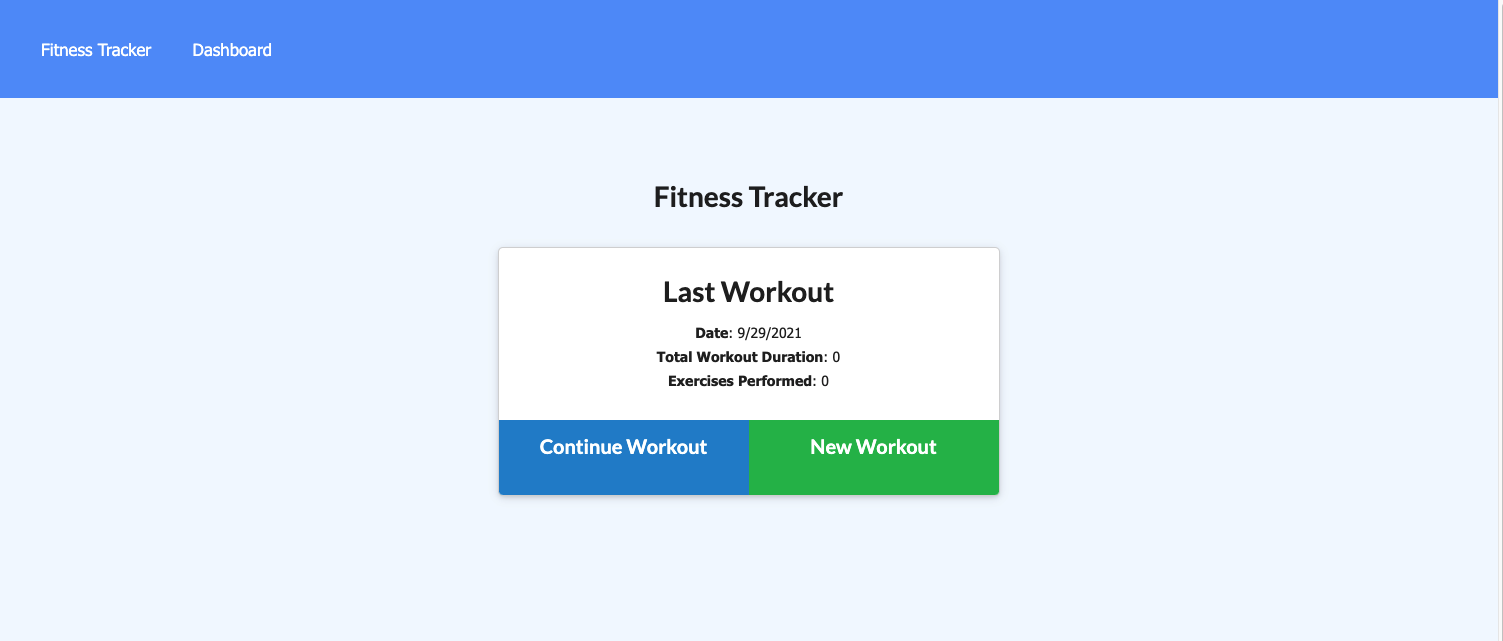 Fitness Tracker Dashboard
Fitness Tracker
Last Workout
Date: 9/29/2021
Total Workout Duration: 0
Exercises Performed: 0
Continue Workout New Workout